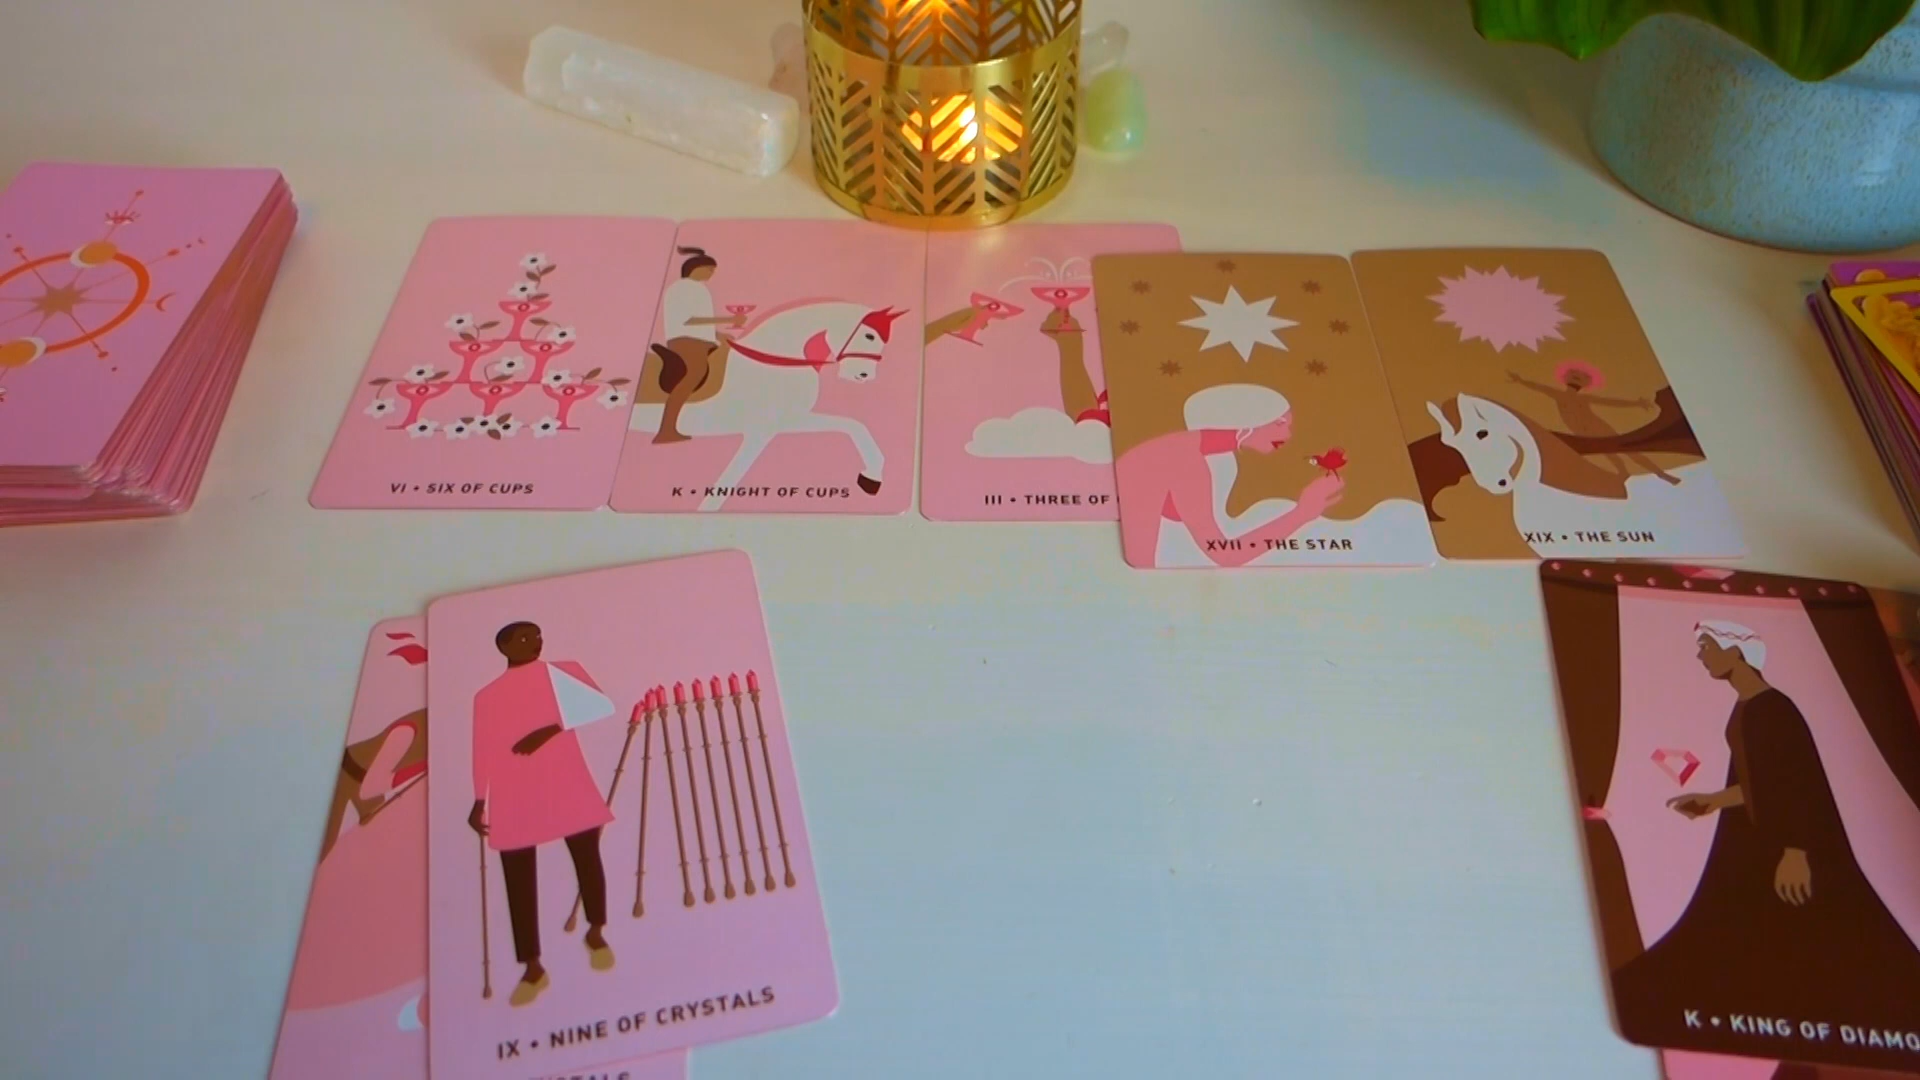 VI • SIX OF CUPS
K • KNIGHT OF CUPS
III • THREE OF
XVII • THE STAR
XIX • THE SUN
IX • NINE OF CRYSTALS
K • KING OF DIAMO